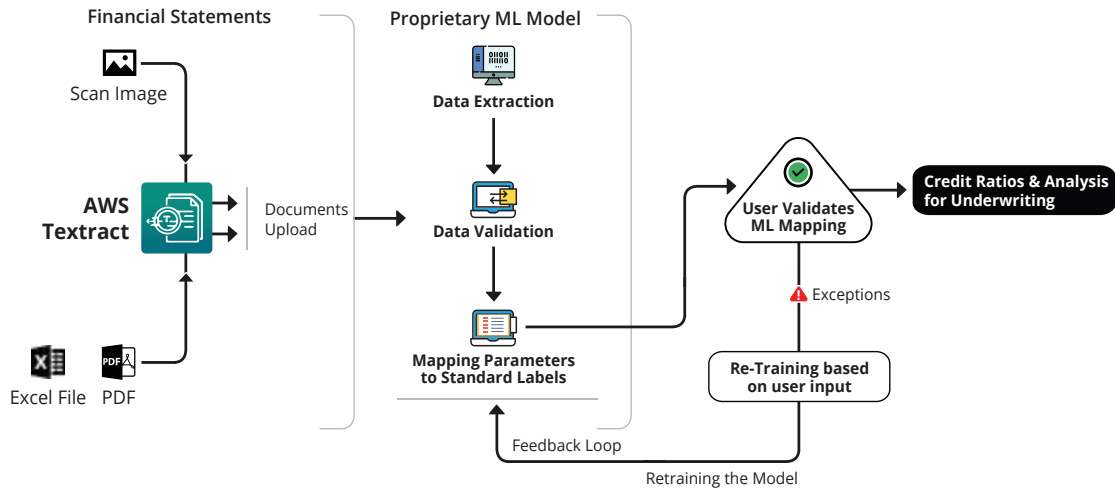 Financial Statements
Proprietary ML Model
Scan Image
AWS
Textract
Documents
Upload
Excel File
PDF
PDF
Data Extraction
Data Validation
Mapping Parameters
to Standard Labels
User Validates
ML Mapping
Credit Ratios & Analysis
for Underwriting
Exceptions
Re-Training based
on user input
Feedback Loop
Retraining the Model